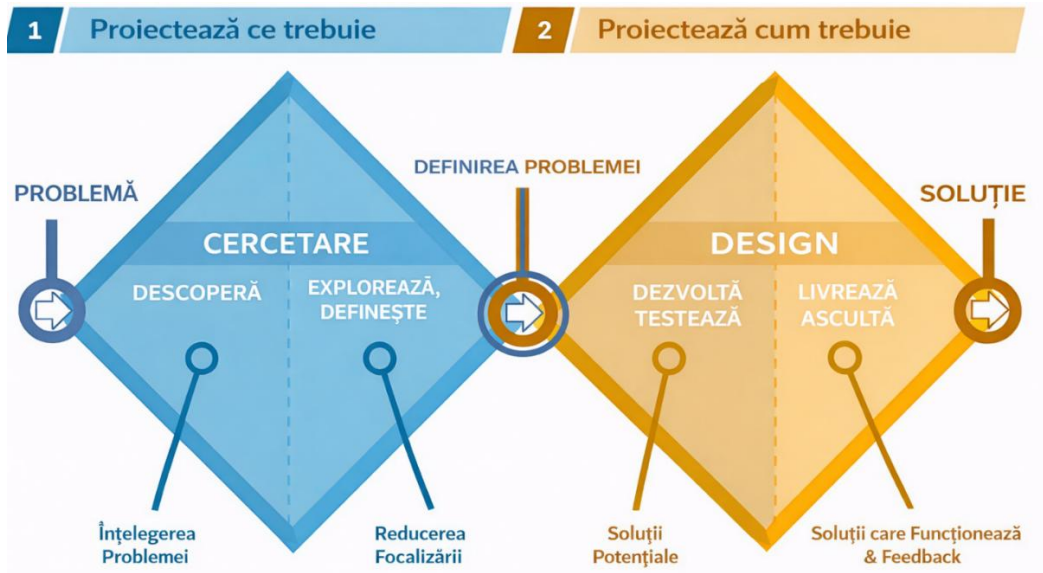 1 Proiectează ce trebuie
2 Proiectează cum trebuie
PROBLEMĂ
DEFINIREA PROBLEMEI
SOLUȚIE
CERCETARE
DESCOPERĂ
EXPLOREAZĂ,
DEFINEȘTE
DESIGN
DEZVOLTĂ
TESTEAZĂ
LIVREAZĂ
ASCULTĂ
Înțelegerea
Problemei
Reducerea
Focalizării
Soluții
Potențiale
Soluții care Funcționează
& Feedback